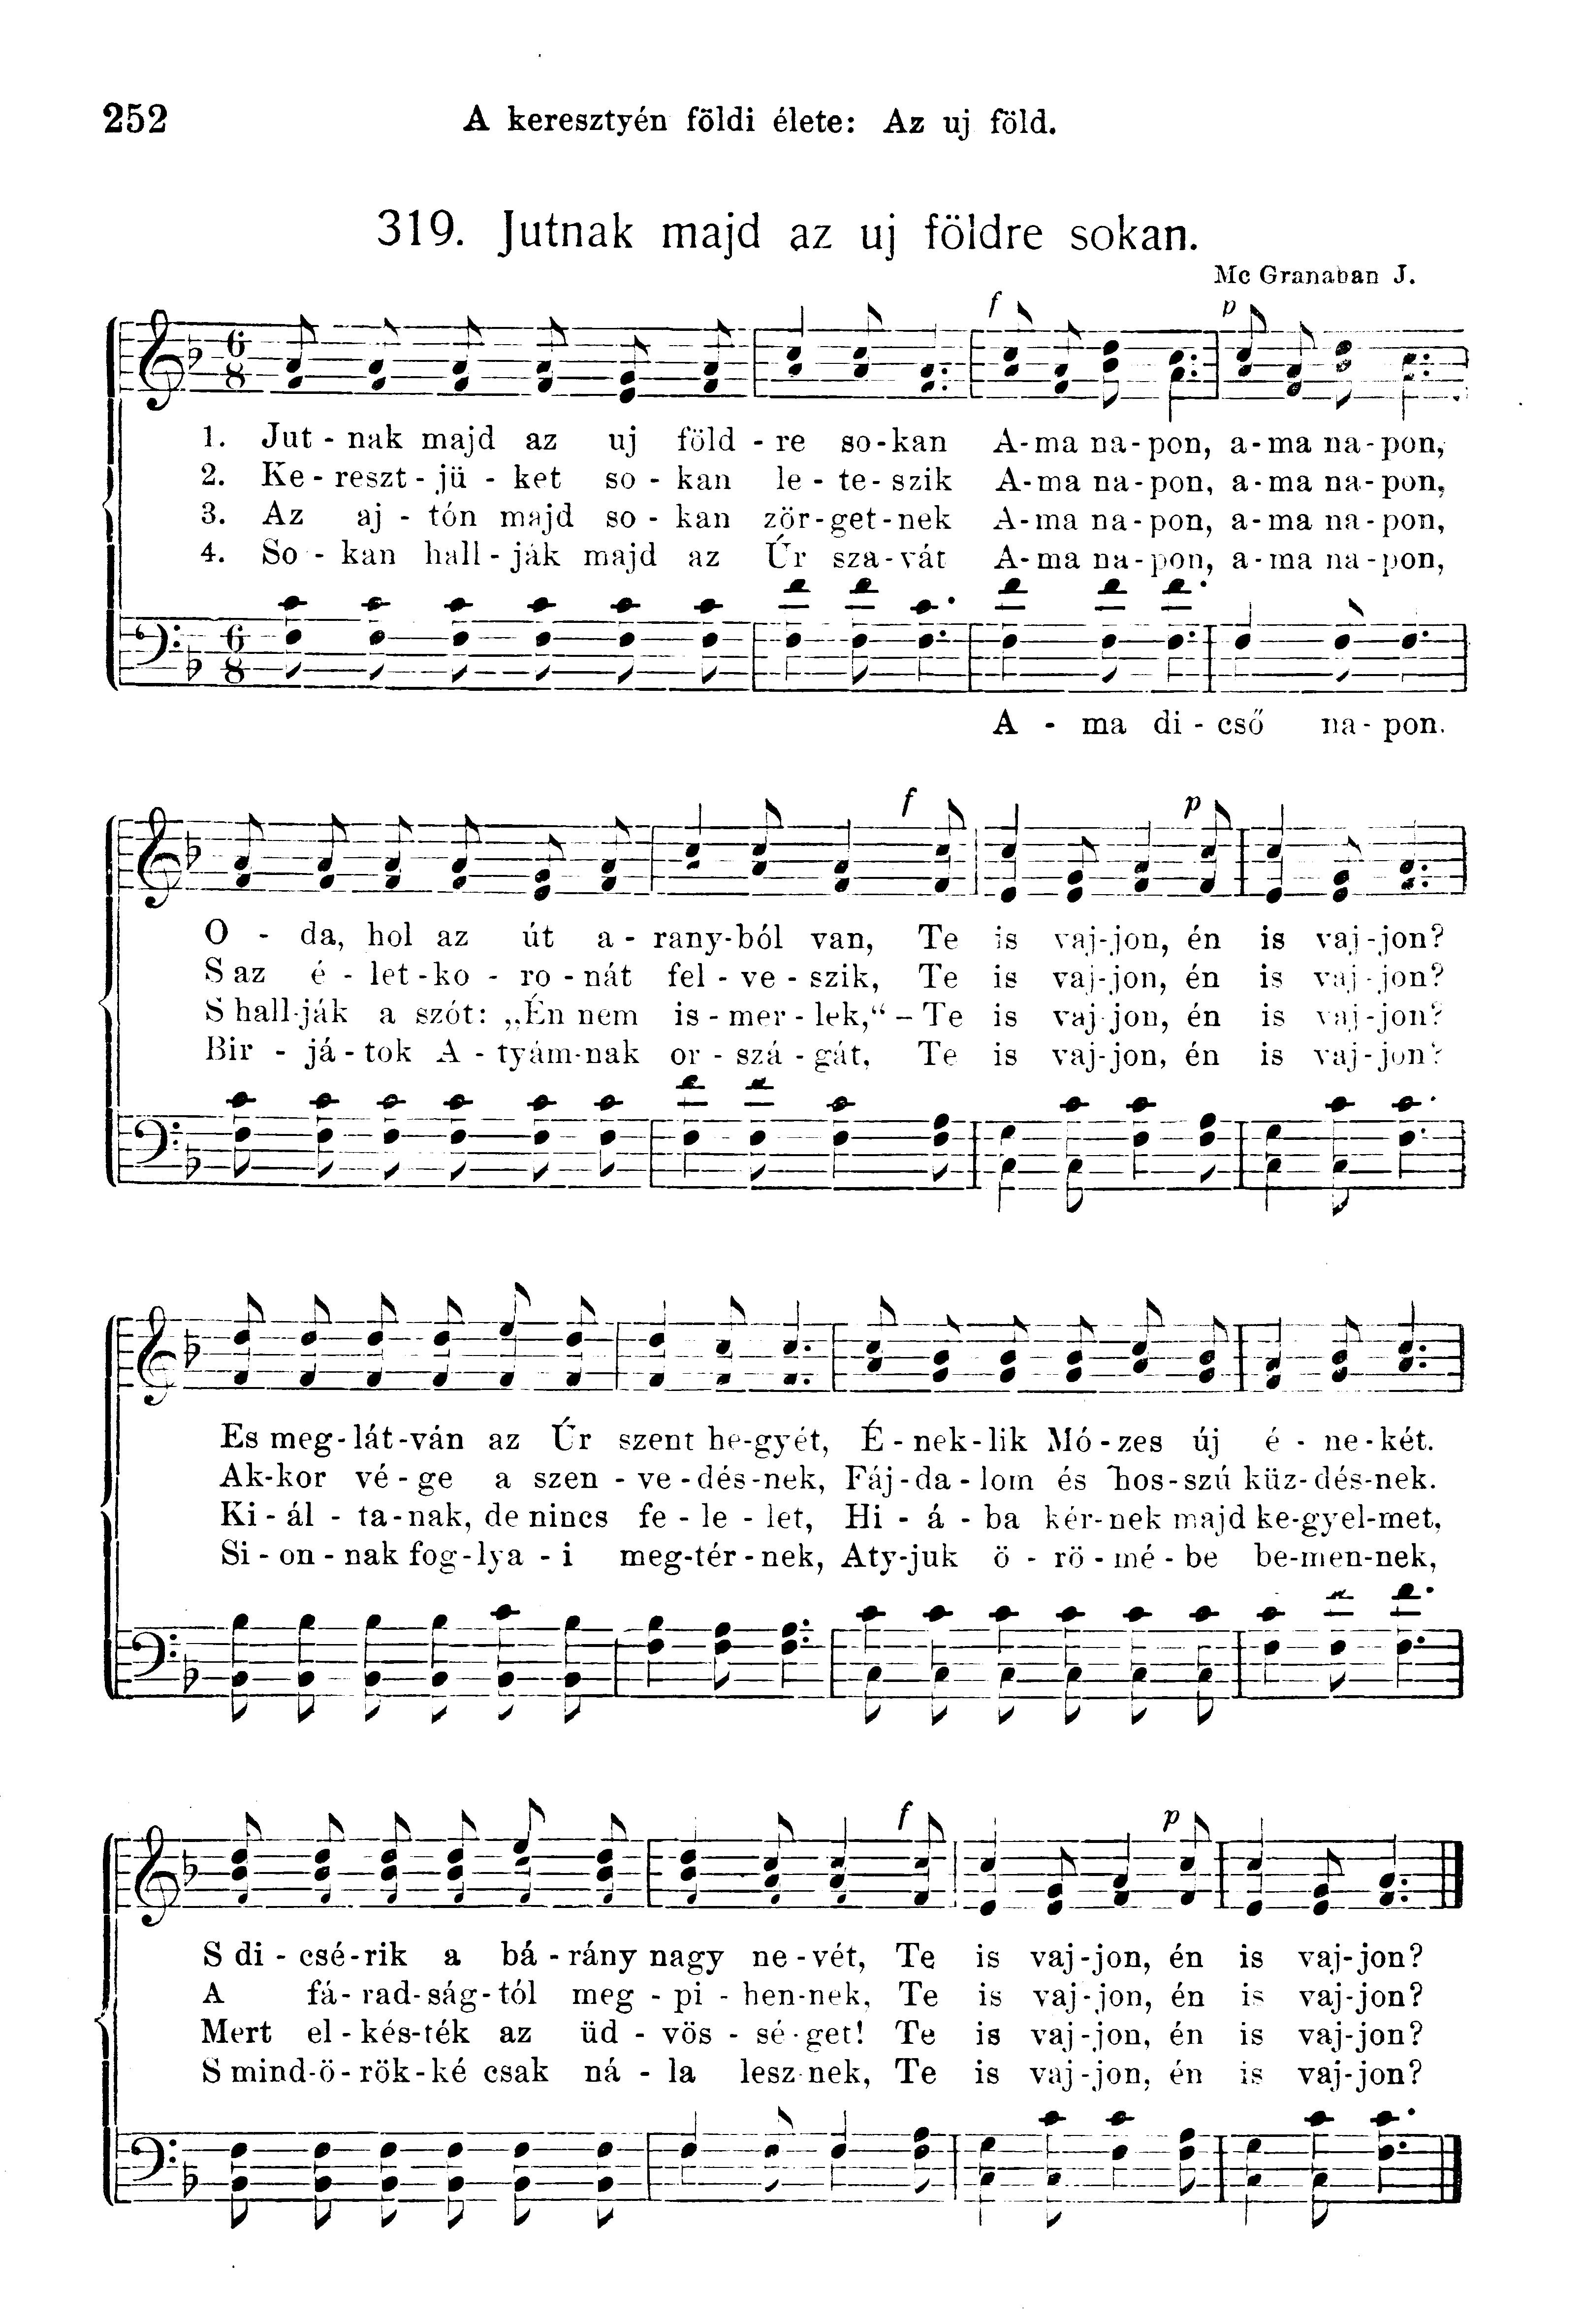 252 A keresztyén földi élete: Az uj föld.
319. Jutnak majd az uj földre sokan.
Mc Granahan J.
f p
6 8
1. Jut - nak majd az uj föld - re so-kan A-ma na-pon, a-ma na-pon,
2. Ke - reszt - jü - ket so - kan le - te - szik A-ma na-pon, a-ma na-pon,
3. Az aj - tón majd so - kan zör-get-nek A-ma na-pon, a-ma na-pon,
4. So - kan hall - ják majd az Úr sza-vát A-ma na-pon, a-ma na-pon,
6 8
A - ma di - cső na - pon.
f p
O - da, hol az út a - rany-ból van, Te is vaj-jon, én is vaj-jon?
S az é - let-ko - ro - nát fel - ve - szik, Te is vaj-jon, én is vaj-jon?
S hall-ják a szót: „Én nem is - mer - lek,“ – Te is vaj-jon, én is vaj-jon?
Bir - já - tok A - tyám-nak or - szá - gát, Te is vaj-jon, én is vaj-jon?
Es meg-lát-ván az Úr szent he-gyét, É - nek-lik Mó - zes új é - ne-két.
Ak-kor vé - ge a szen - ve - dés-nek, Fáj-da-lom és hos-szú küz-dés-nek.
Ki - ál - ta-nak, de nincs fe - le - let, Hi - á - ba kér-nek majd ke-gyel-met,
Si - on - nak fog-lya - i meg-tér-nek, Aty-juk ö - rö - mé - be be-men-nek,
f p
S di - csé-rik a bá - rány nagy ne - vét, Te is vaj-jon, én is vaj-jon?
A fá - rad-ság-tól meg - pi - hen-nek, Te is vaj-jon, én is vaj-jon?
Mert el - kés-ték az üd - vös - sé-get! Te is vaj-jon, én is vaj-jon?
S mind-ö-rök-ké csak ná - la lesz-nek, Te is vaj-jon, én is vaj-jon?